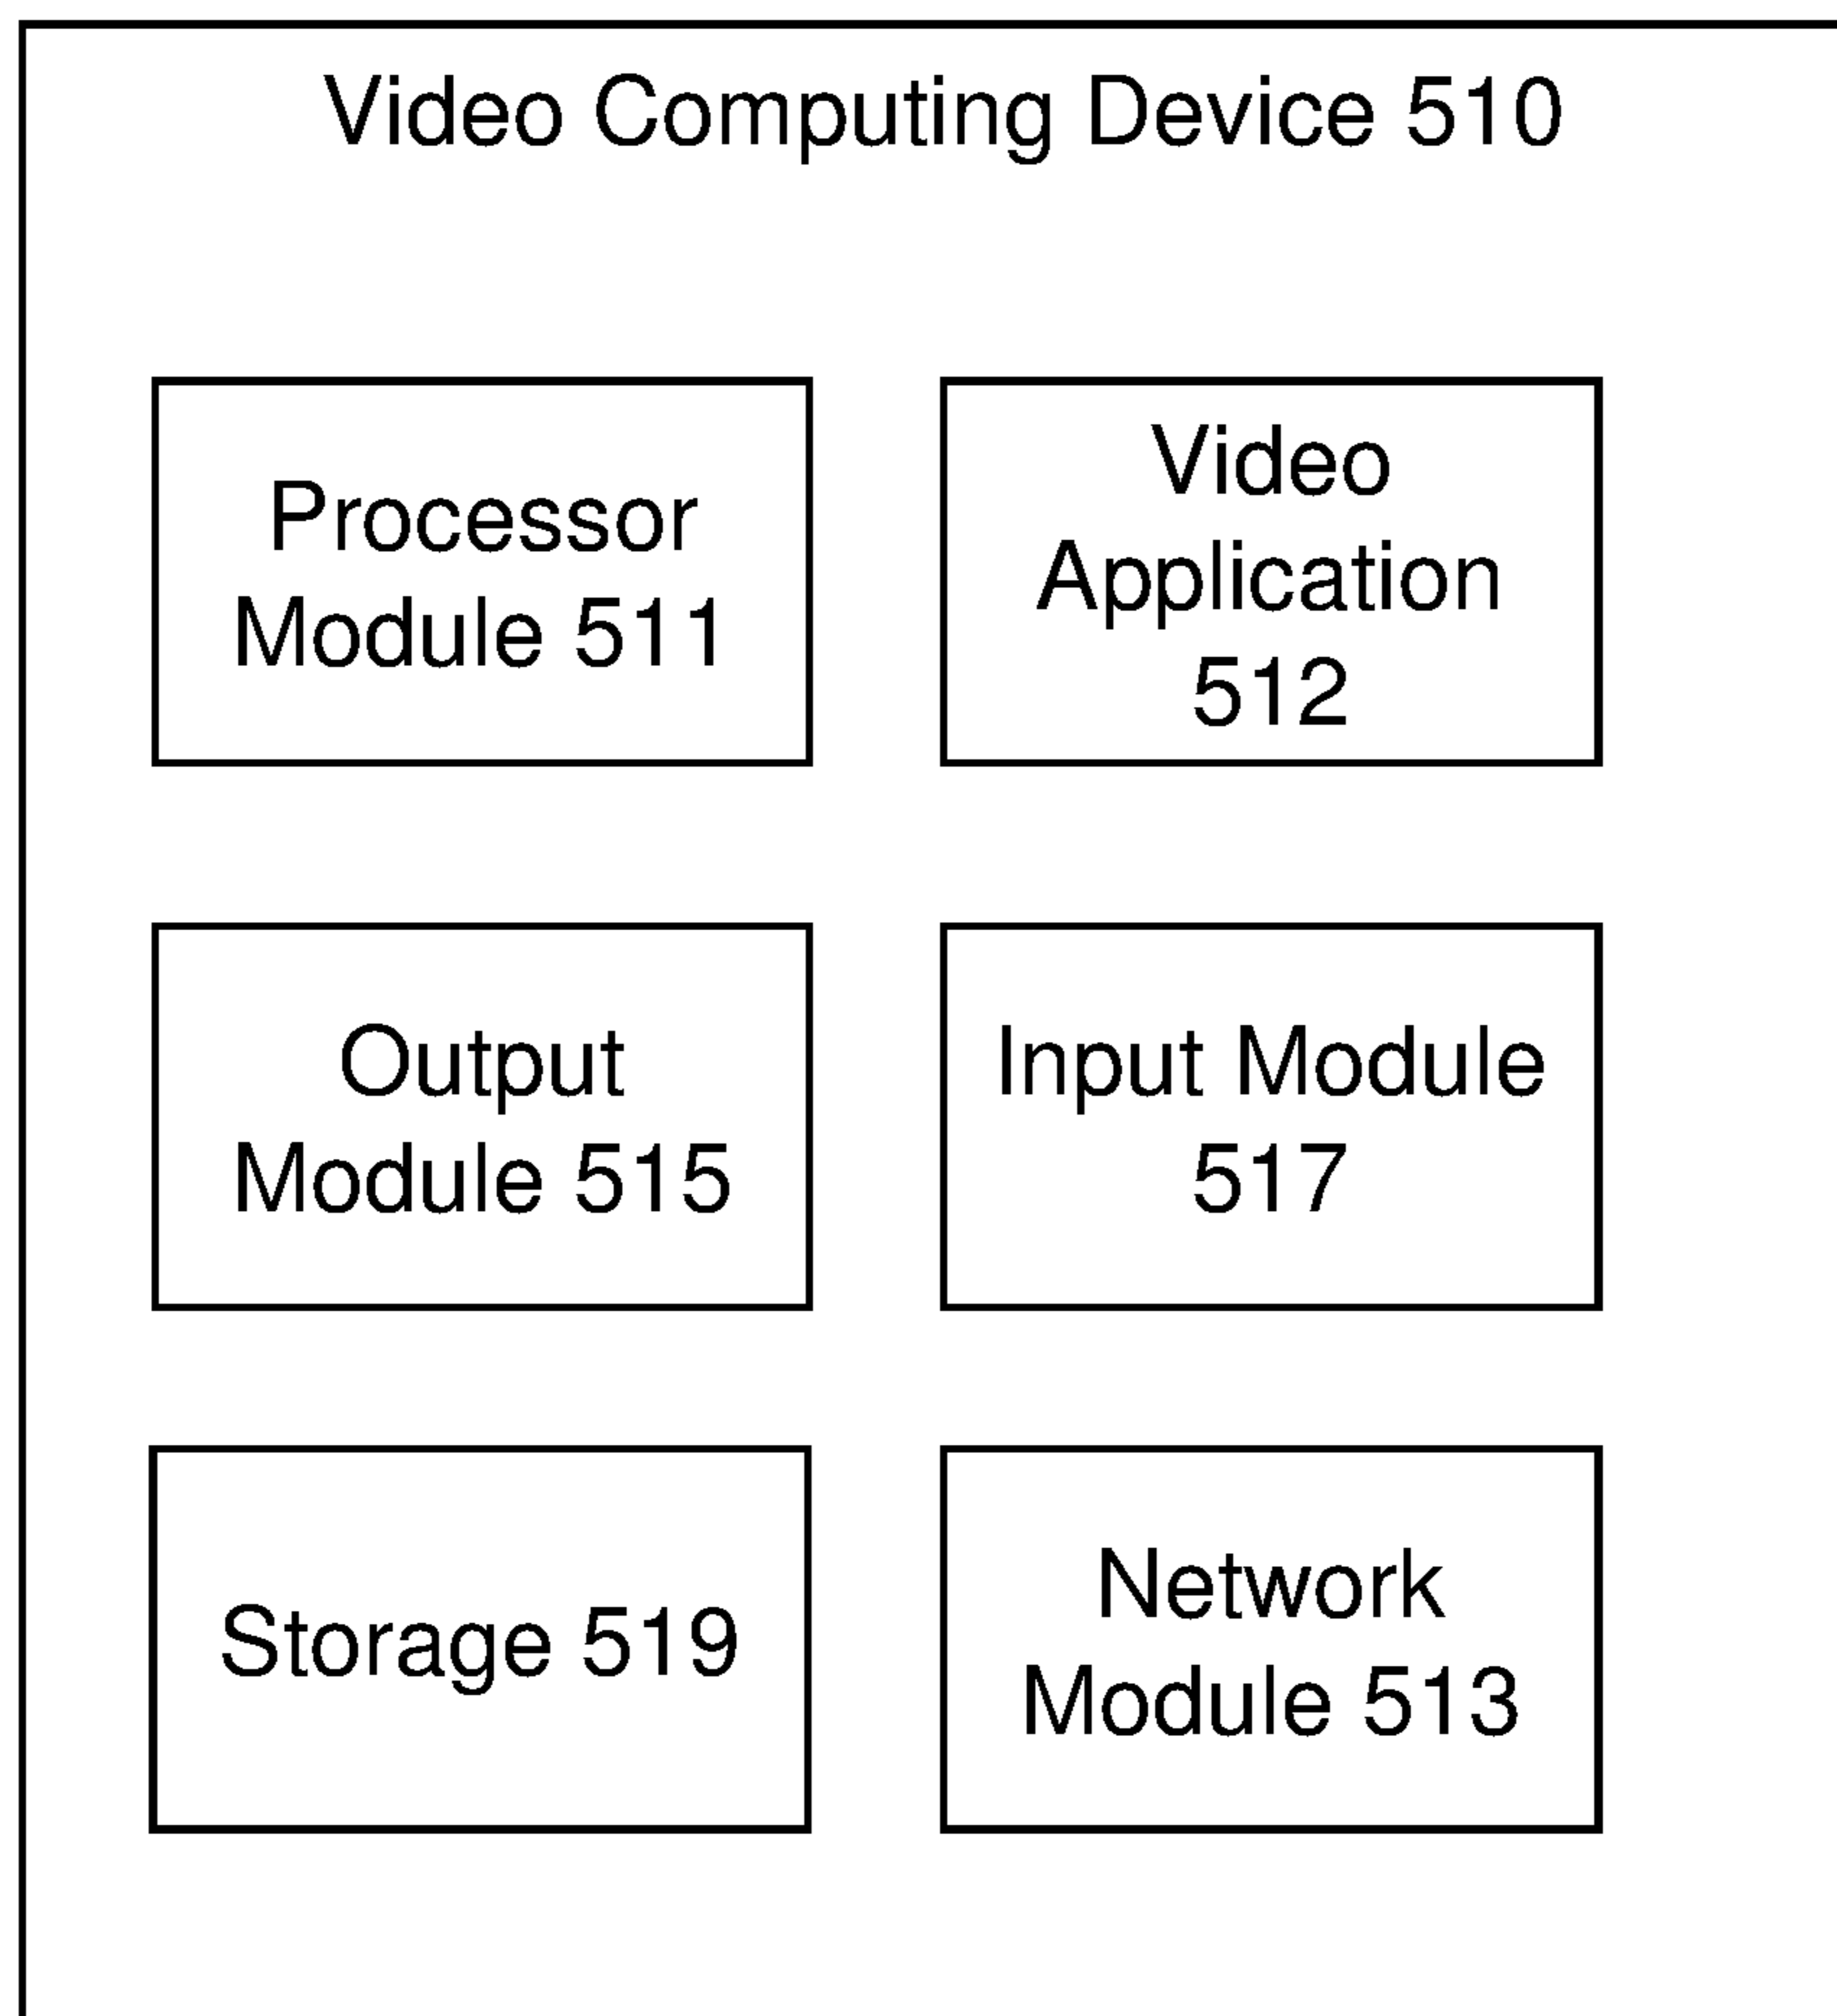 Video Computing Device 510
Processor
Module 511
Video
Application
512
Output
Module 515
Input Module
517
Storage 519
Network
Module 513